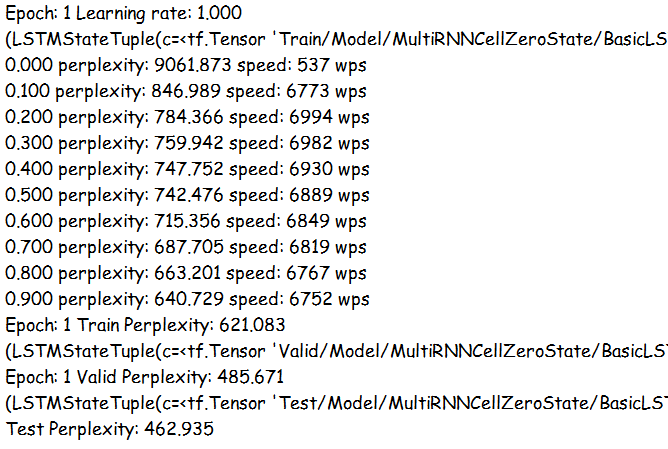 Epoch: 1 Learning rate: 1.000
(LSTMStateTuple(c=<tf.Tensor 'Train/Model/MultiRNNCellZeroState/BasicLS
0.000 perplexity: 9061.873 speed: 537 wps
0.100 perplexity: 846.989 speed: 6773 wps
0.200 perplexity: 784.366 speed: 6994 wps
0.300 perplexity: 759.942 speed: 6982 wps
0.400 perplexity: 747.752 speed: 6930 wps
0.500 perplexity: 742.476 speed: 6889 wps
0.600 perplexity: 715.356 speed: 6849 wps
0.700 perplexity: 687.705 speed: 6819 wps
0.800 perplexity: 663.201 speed: 6767 wps
0.900 perplexity: 640.729 speed: 6752 wps
Epoch: 1 Train Perplexity: 621.083
(LSTMStateTuple(c=<tf.Tensor 'Valid/Model/MultiRNNCellZeroState/BasicLST
Epoch: 1 Valid Perplexity: 485.671
(LSTMStateTuple(c=<tf.Tensor 'Test/Model/MultiRNNCellZeroState/BasicLST
Test Perplexity: 462.935